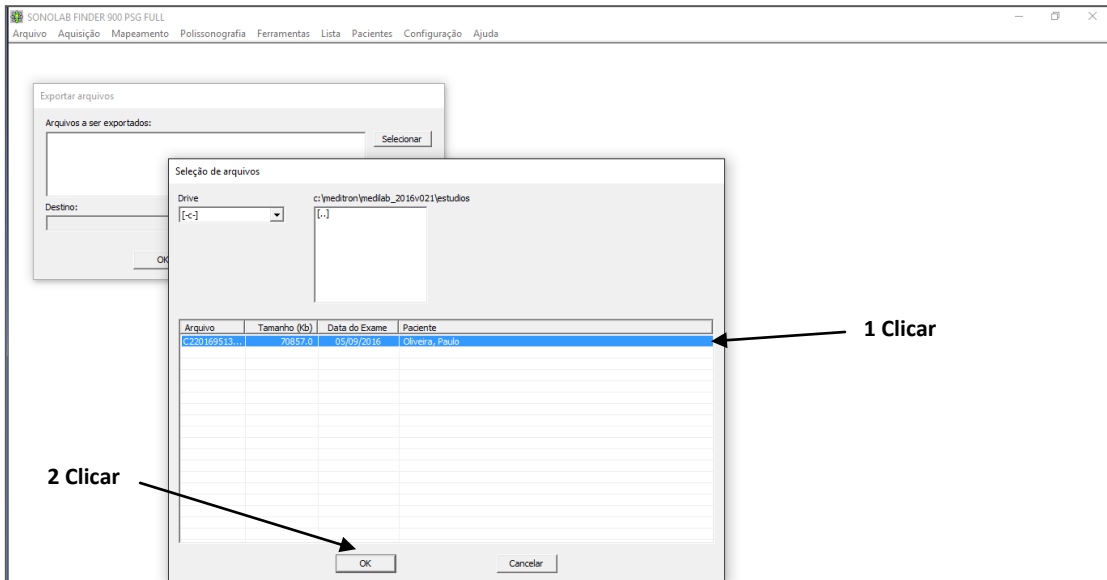 SONOLAB FINDER 900 PSG FULL
Arquivo Aquisição Mapeamento Polissonografia Ferramentas Lista Pacientes Configuração Ajuda
Exportar arquivos
Arquivos a ser exportados:
Selecionar
Destino:
OK
Seleção de arquivos
Drive c:\meditron\medilab_2016v021\estudios
[-c-] [..]
Arquivo Tamanho (Kb) Data do Exame Paciente
C220169513... 70857.0 05/09/2016 Oliveira, Paulo
1 Clicar
2 Clicar
OK Cancelar